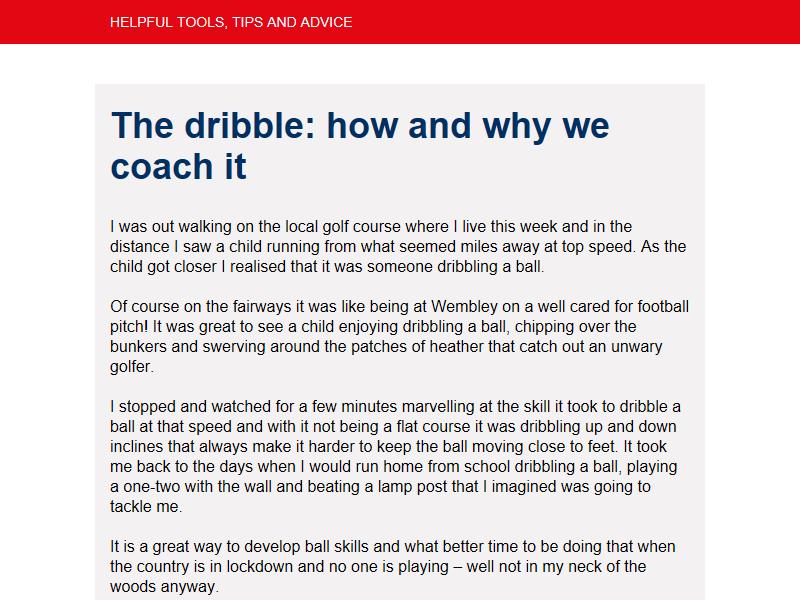 HELPFUL TOOLS, TIPS AND ADVICE
The dribble: how and why we
coach it
I was out walking on the local golf course where I live this week and in the
distance I saw a child running from what seemed miles away at top speed. As the
child got closer I realised that it was someone dribbling a ball.
Of course on the fairways it was like being at Wembley on a well cared for football
pitch! It was great to see a child enjoying dribbling a ball, chipping over the
bunkers and swerving around the patches of heather that catch out an unwary
golfer.
I stopped and watched for a few minutes marvelling at the skill it took to dribble a
ball at that speed and with it not being a flat course it was dribbling up and down
inclines that always make it harder to keep the ball moving close to feet. It took
me back to the days when I would run home from school dribbling a ball, playing
a one-two with the wall and beating a lamp post that I imagined was going to
tackle me.
It is a great way to develop ball skills and what better time to be doing that when
the country is in lockdown and no one is playing – well not in my neck of the
woods anyway.